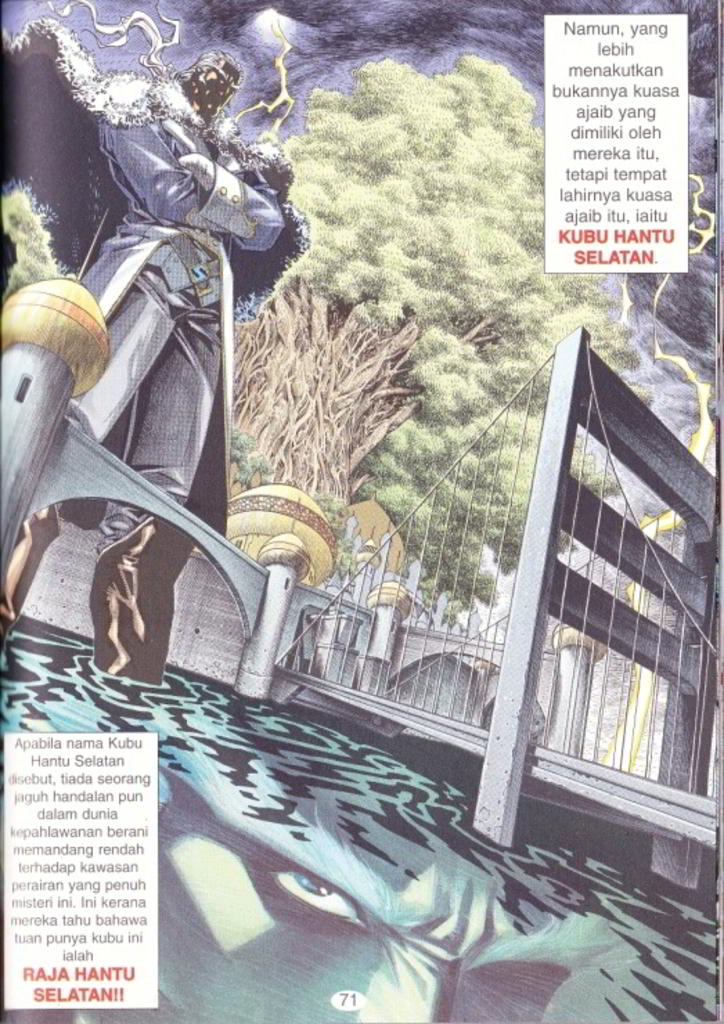 Namun, yang
lebih
menakutkan
bukannya kuasa
ajaib yang
dimiliki oleh
mereka itu,
tetapi tempat
lahirnya kuasa
ajaib itu, iaitu
KUBU HANTU
SELATAN.
Apabila nama Kubu
Hantu Selatan
disebut, tiada seorang
jaguh handalan pun
dalam dunia
kepahlawanan berani
memandang rendah
terhadap kawasan
perairan yang penuh
misteri ini. Ini kerana
mereka tahu bahawa
tuan punya kubu ini
ialah
RAJA HANTU
SELATAN!!
71